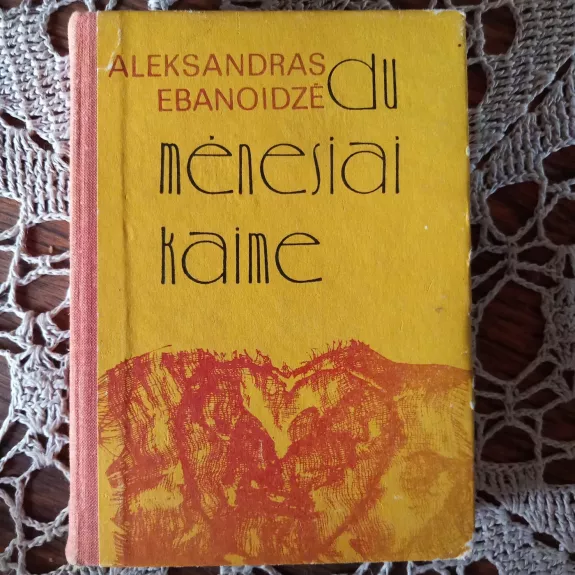 ALEKSANDRAS
EBANOIDZĖ
du
mėnesiai
kaime